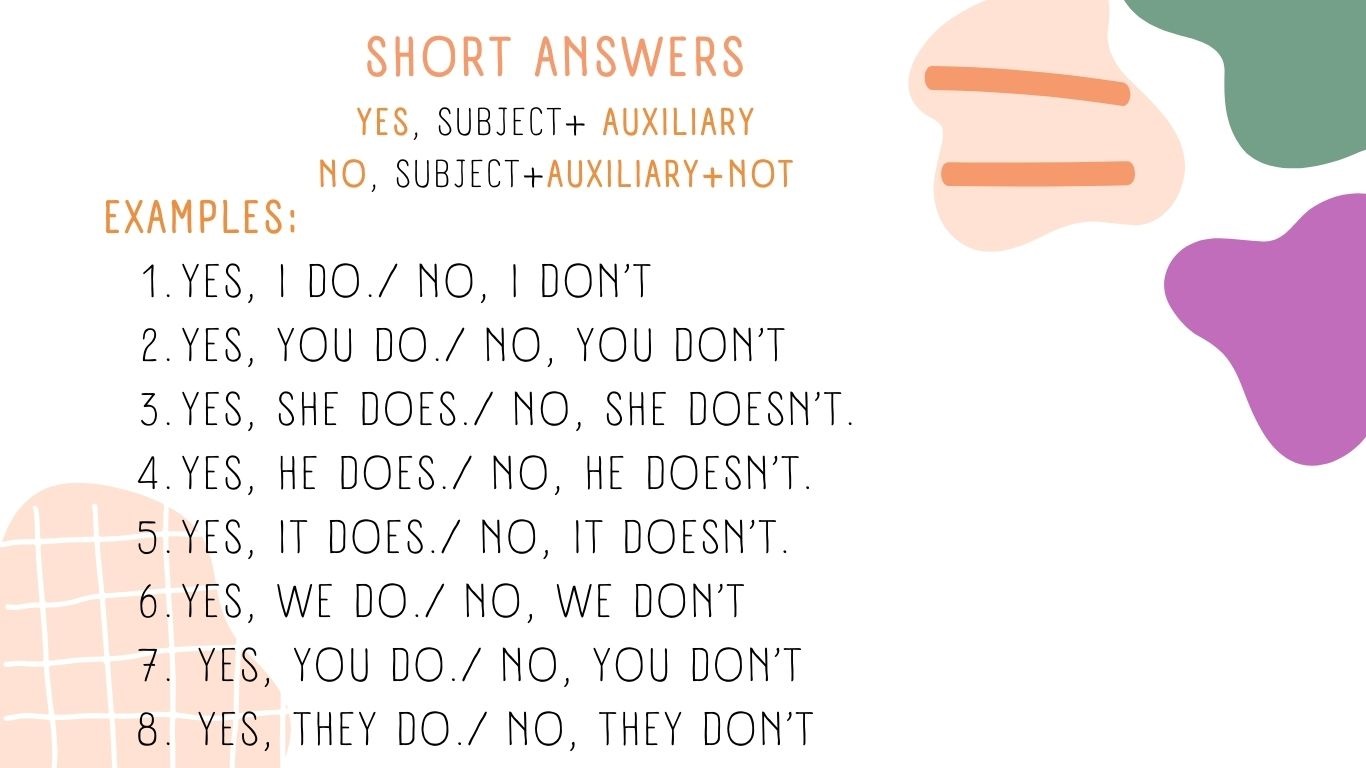 SHORT ANSWERS
YES, SUBJECT+ AUXILIARY
NO, SUBJECT+AUXILIARY+NOT
EXAMPLES:
1. YES, I DO./ NO, I DON'T
2. YES, YOU DO./ NO, YOU DON'T
3. YES, SHE DOES./ NO, SHE DOESN'T.
4. YES, HE DOES./ NO, HE DOESN'T.
5. YES, IT DOES./ NO, IT DOESN'T.
6. YES, WE DO./ NO, WE DON'T
7. YES, YOU DO./ NO, YOU DON'T
8. YES, THEY DO./ NO, THEY DON'T